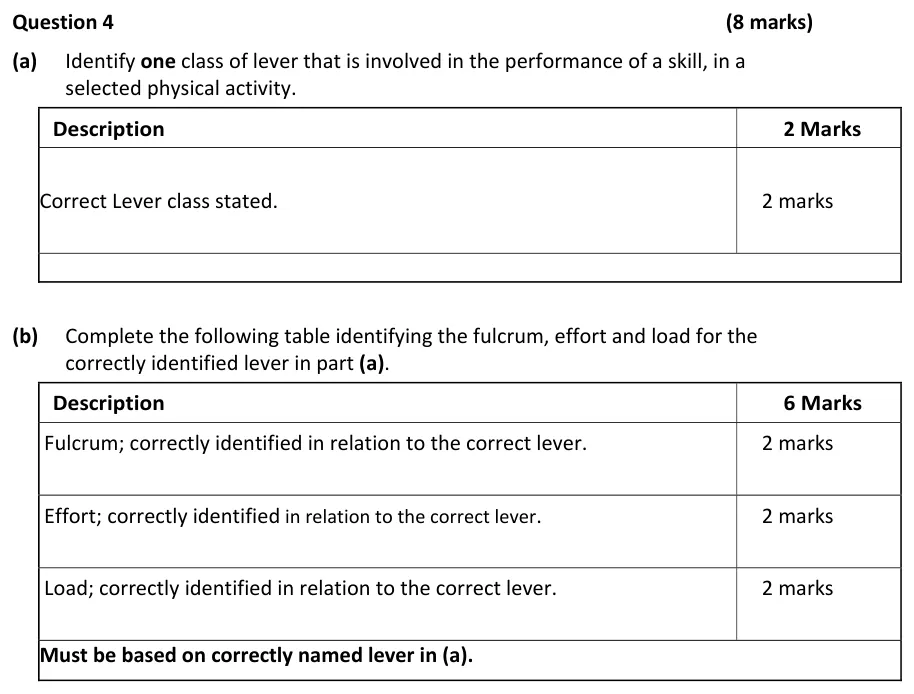 Question 4 (8 marks)
(a) Identify one class of lever that is involved in the performance of a skill, in a
selected physical activity.
Description 2 Marks
Correct Lever class stated. 2 marks
(b) Complete the following table identifying the fulcrum, effort and load for the
correctly identified lever in part (a).
Description 6 Marks
Fulcrum; correctly identified in relation to the correct lever. 2 marks
Effort; correctly identified in relation to the correct lever. 2 marks
Load; correctly identified in relation to the correct lever. 2 marks
Must be based on correctly named lever in (a).